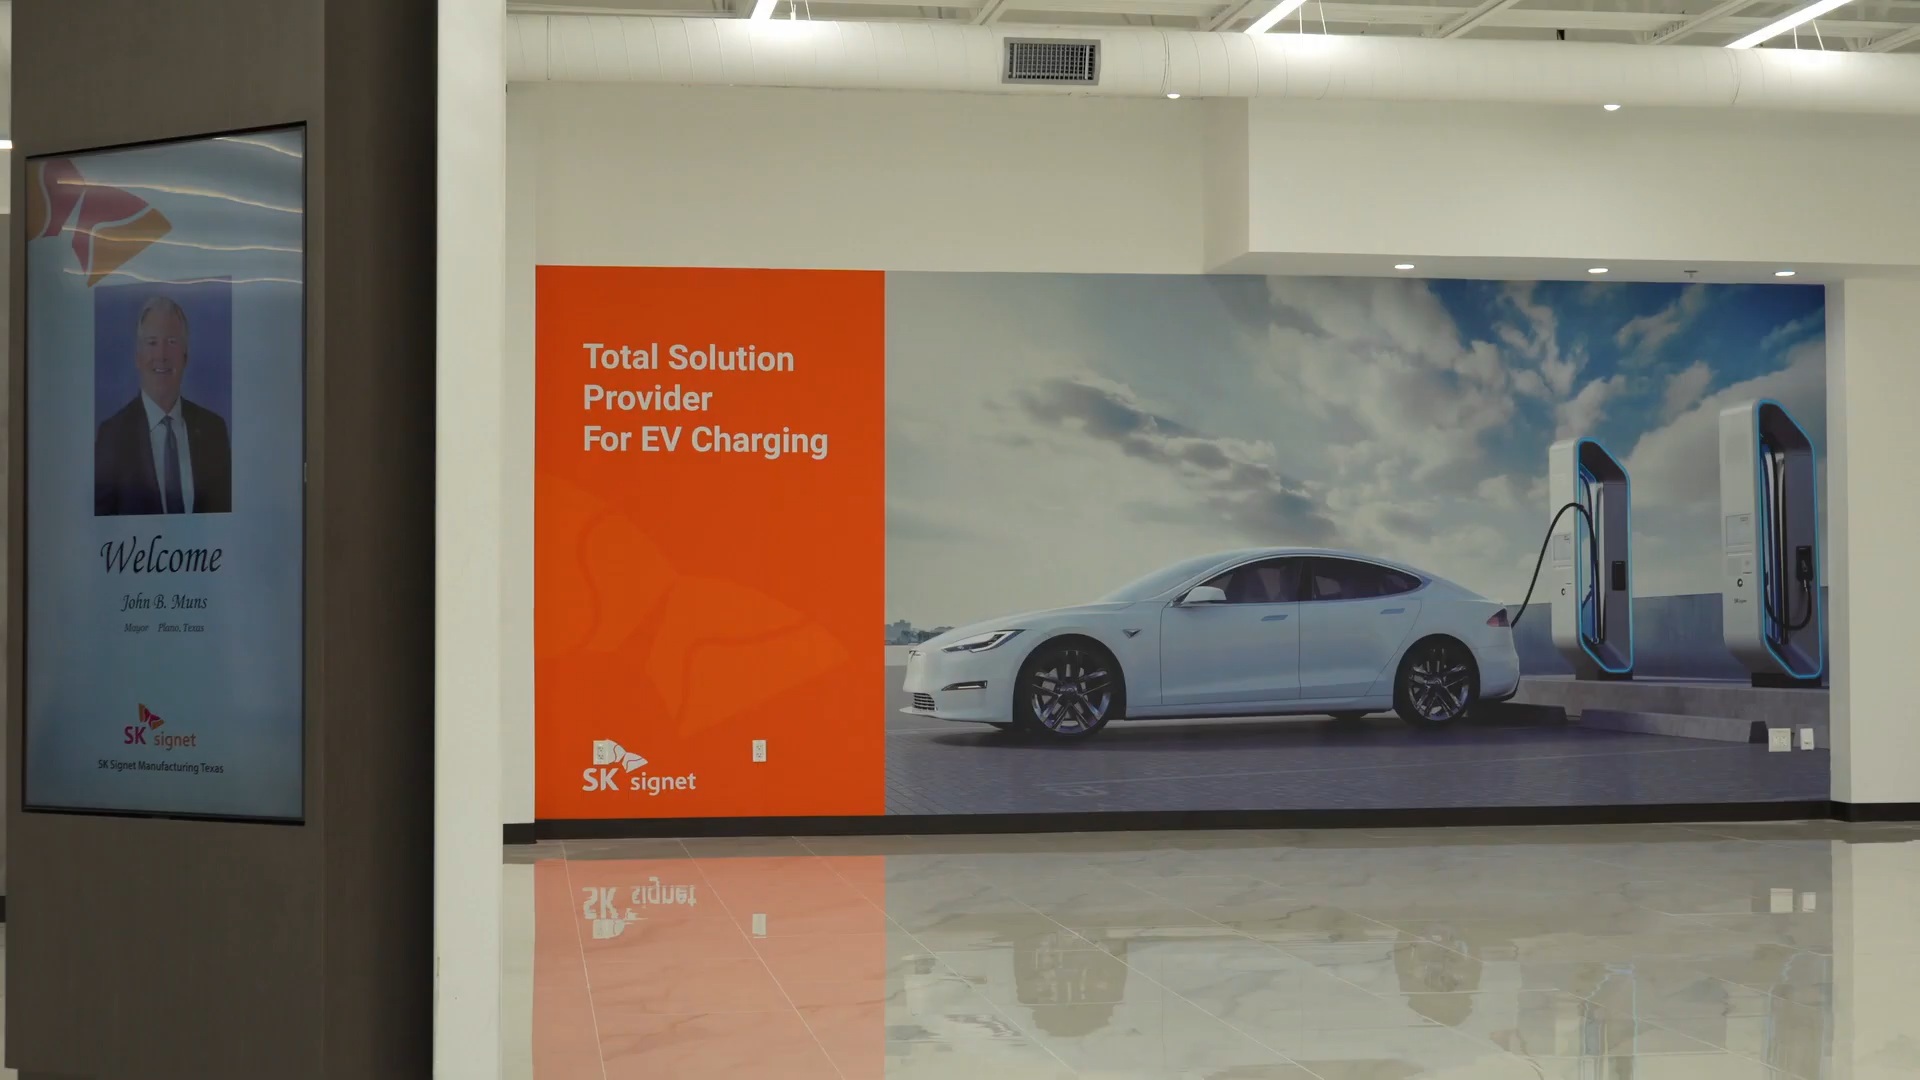 Welcome
John B. Muns
Mayor Plano, Texas
SK signet
SK Signet Manufacturing Texas
Total Solution
Provider
For EV Charging
SK signet